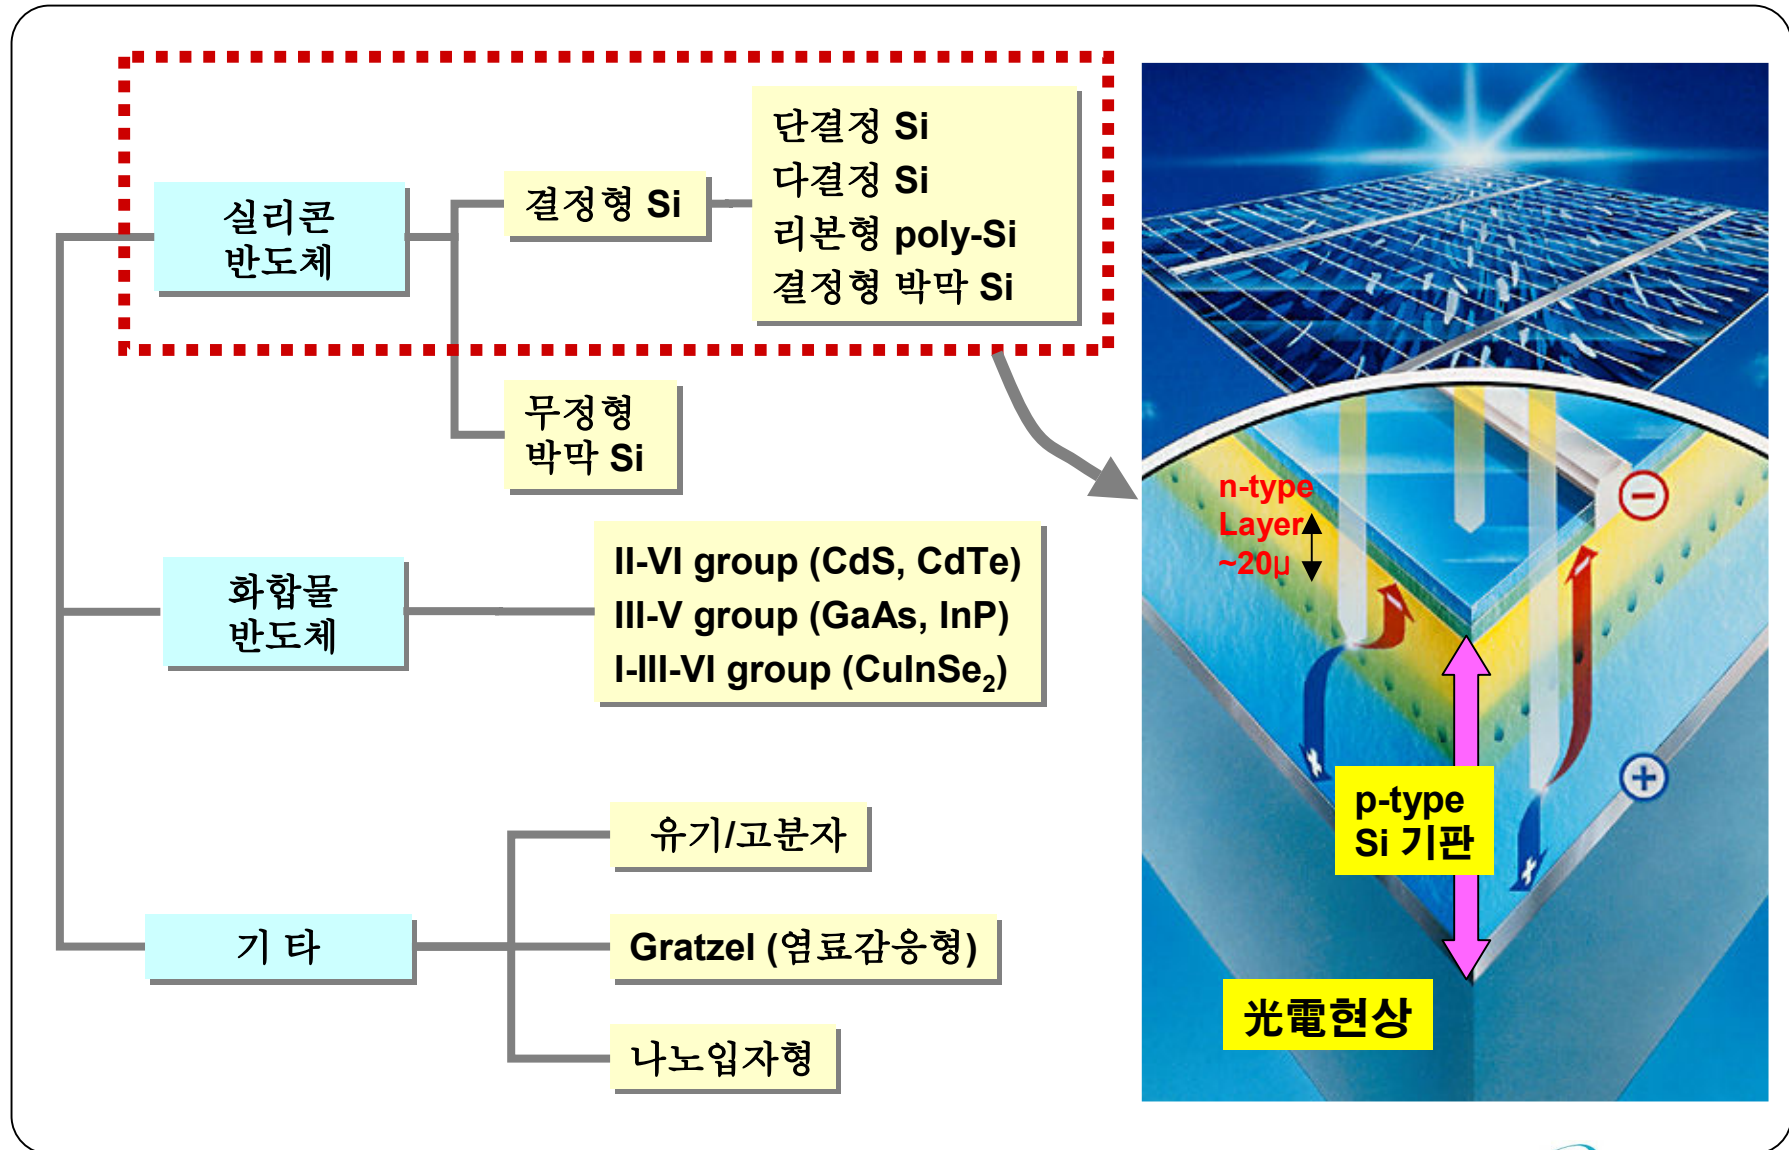 실리콘
반도체
결정형 Si
단결정 Si
다결정 Si
리본형 poly-Si
결정형 박막 Si
무정형
박막 Si
화합물
반도체
II-VI group (CdS, CdTe)
III-V group (GaAs, InP)
I-III-VI group (CuInSe₂)
기 타
유기/고분자
Gratzel (염료감응형)
나노입자형
n-type
Layer
~20μ
−
+
p-type
Si 기판
光電현상